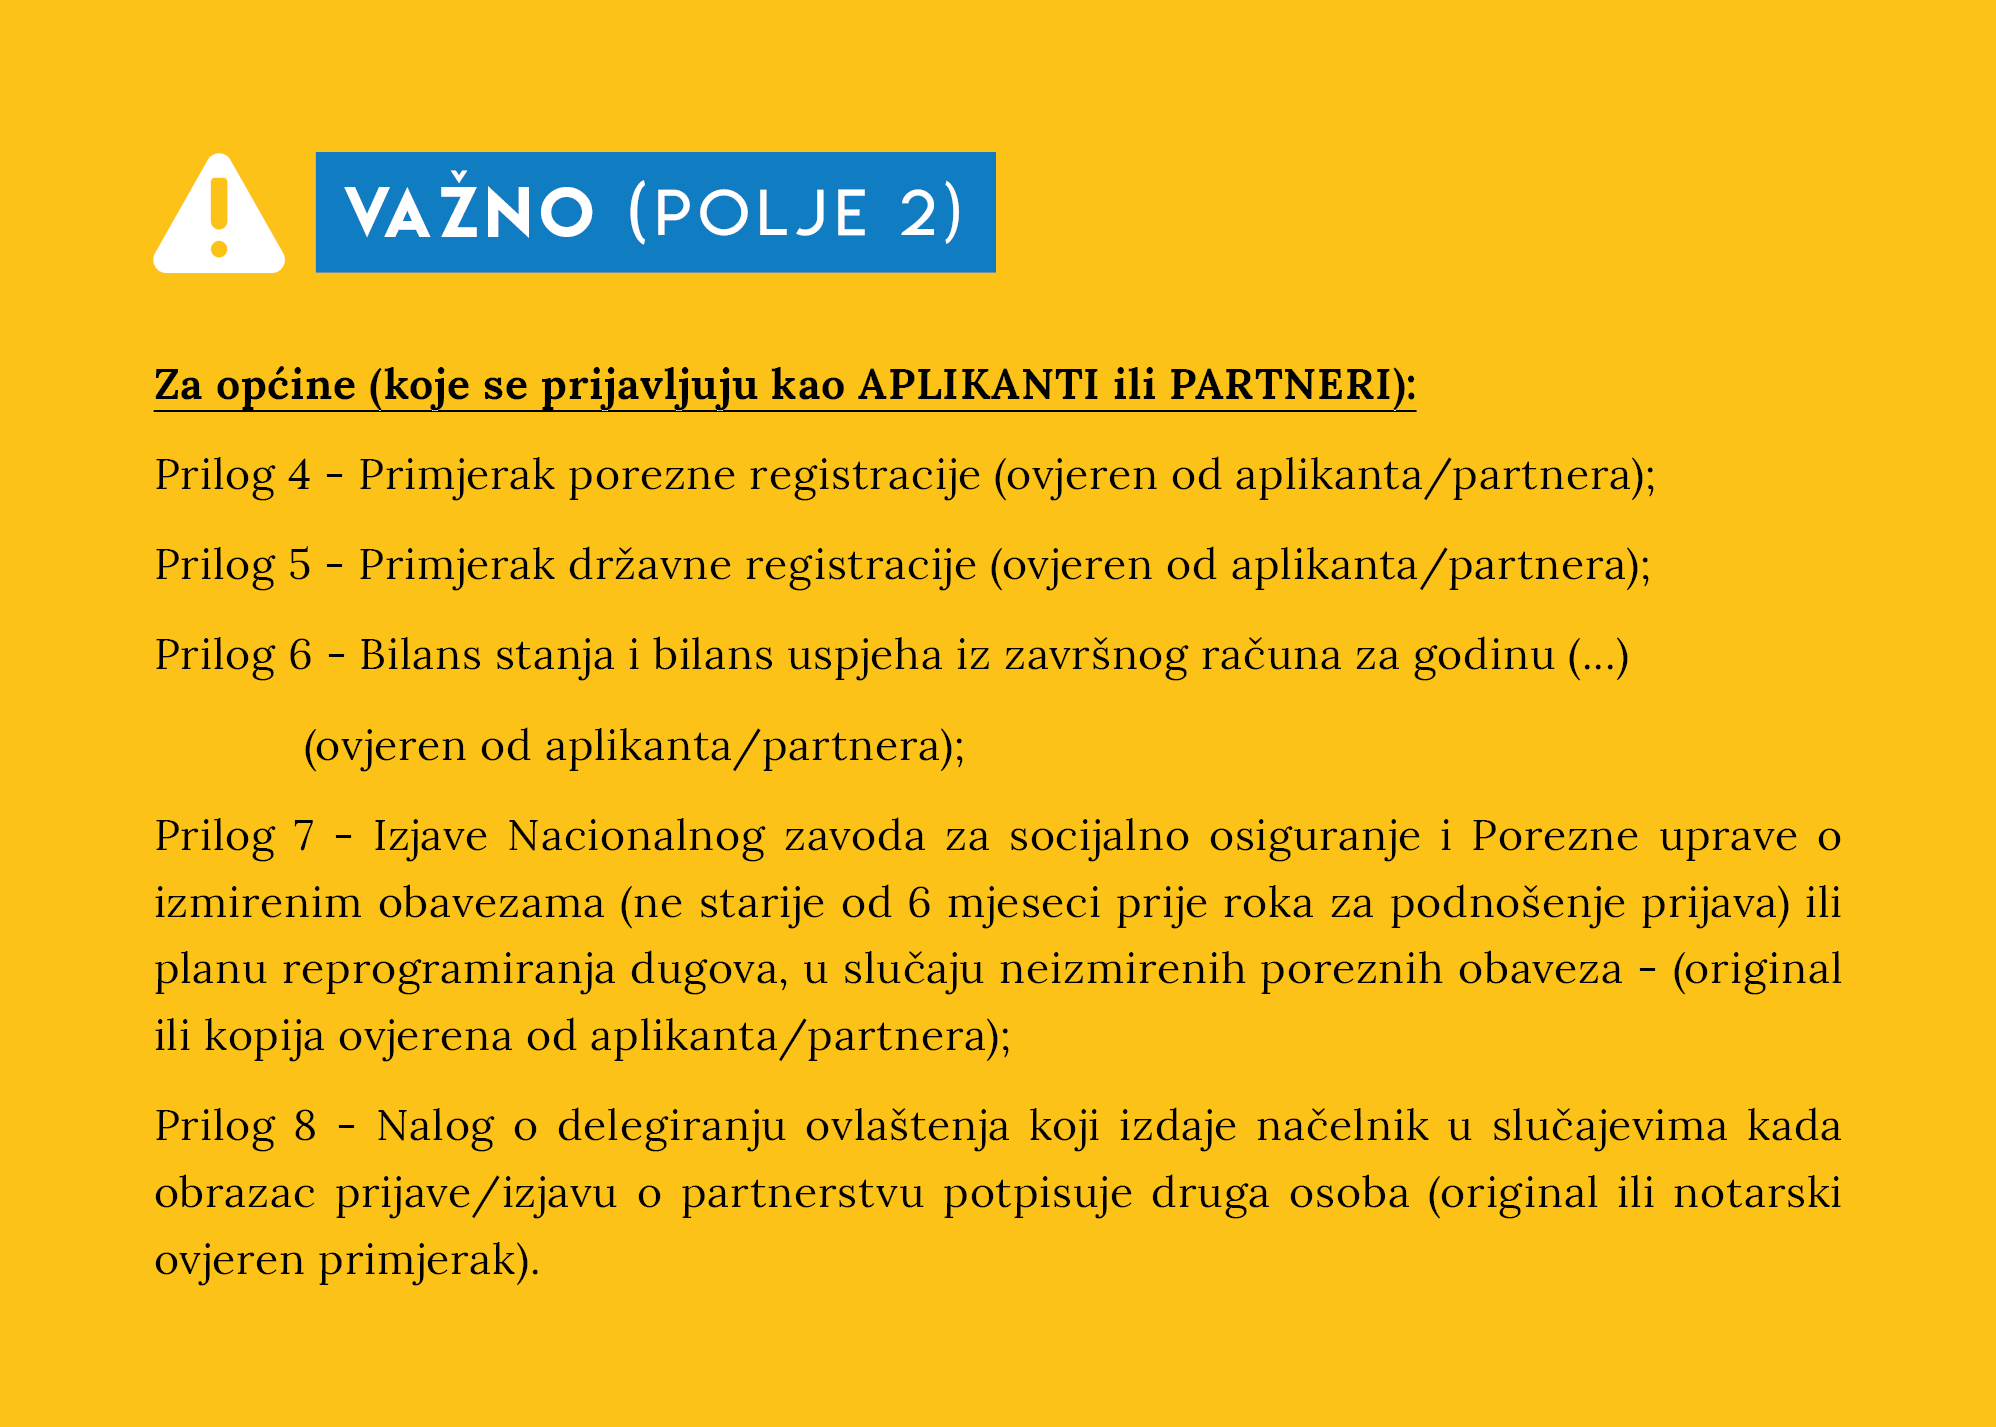 VAŽNO (POLJE 2)
Za općine (koje se prijavljuju kao APLIKANTI ili PARTNERI):
Prilog 4 - Primjerak porezne registracije (ovjeren od aplikanta/partnera);
Prilog 5 - Primjerak državne registracije (ovjeren od aplikanta/partnera);
Prilog 6 - Bilans stanja i bilans uspjeha iz završnog računa za godinu (...)
(ovjeren od aplikanta/partnera);
Prilog 7 - Izjave Nacionalnog zavoda za socijalno osiguranje i Porezne uprave o
izmirenim obavezama (ne starije od 6 mjeseci prije roka za podnošenje prijava) ili
planu reprogramiranja dugova, u slučaju neizmirenih poreznih obaveza - (original
ili kopija ovjerena od aplikanta/partnera);
Prilog 8 - Nalog o delegiranju ovlaštenja koji izdaje načelnik u slučajevima kada
obrazac prijave/izjavu o partnerstvu potpisuje druga osoba (original ili notarski
ovjeren primjerak).